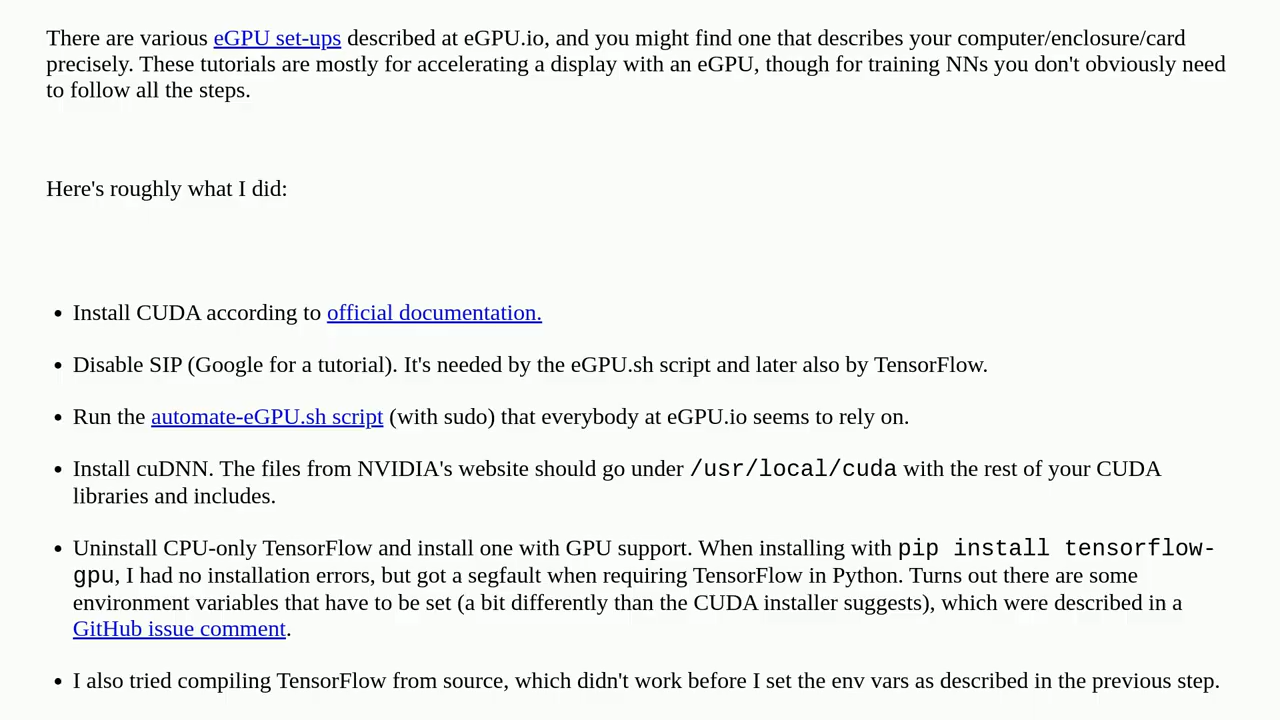 There are various eGPU set-ups described at eGPU.io, and you might find one that describes your computer/enclosure/card
precisely. These tutorials are mostly for accelerating a display with an eGPU, though for training NNs you don't obviously need
to follow all the steps.
Here's roughly what I did:
• Install CUDA according to official documentation.
• Disable SIP (Google for a tutorial). It's needed by the eGPU.sh script and later also by TensorFlow.
• Run the automate-eGPU.sh script (with sudo) that everybody at eGPU.io seems to rely on.
• Install cuDNN. The files from NVIDIA's website should go under /usr/local/cuda with the rest of your CUDA
libraries and includes.
• Uninstall CPU-only TensorFlow and install one with GPU support. When installing with pip install tensorflow-
gpu, I had no installation errors, but got a segfault when requiring TensorFlow in Python. Turns out there are some
environment variables that have to be set (a bit differently than the CUDA installer suggests), which were described in a
GitHub issue comment.
• I also tried compiling TensorFlow from source, which didn't work before I set the env vars as described in the previous step.